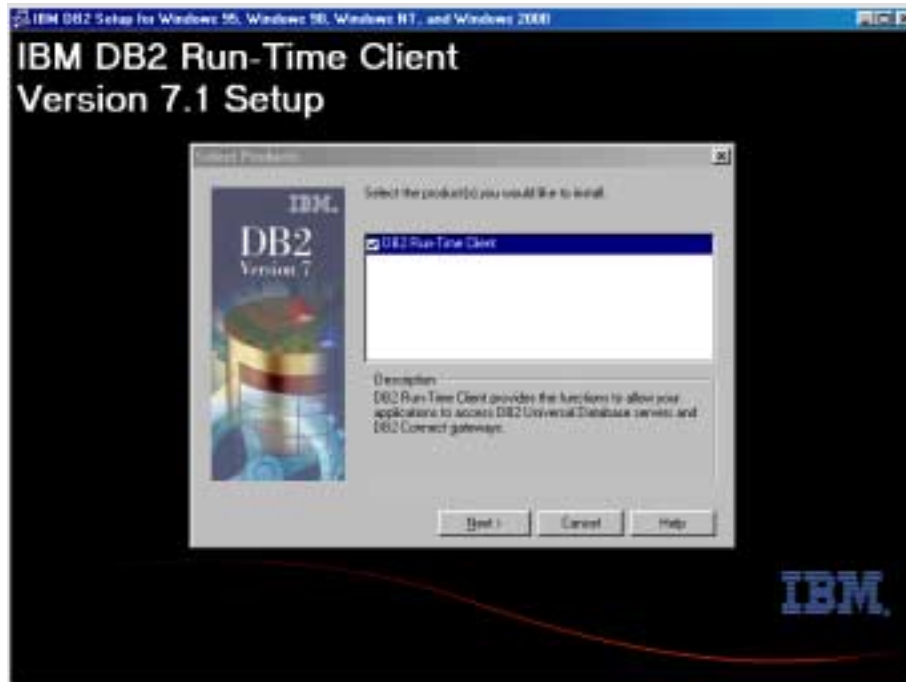 IBM DB2 Setup for Windows 95, Windows 98, Windows NT, and Windows 2000
IBM DB2 Run-Time Client
Version 7.1 Setup
Select Products
IBM.
DB2
Version 7
Select the product(s) you would like to install.
DB2 Run-Time Client
Description
DB2 Run-Time Client provides the functions to allow your
applications to access DB2 Universal Database servers and
DB2 Connect gateways.
Next >
Cancel
Help
IBM.